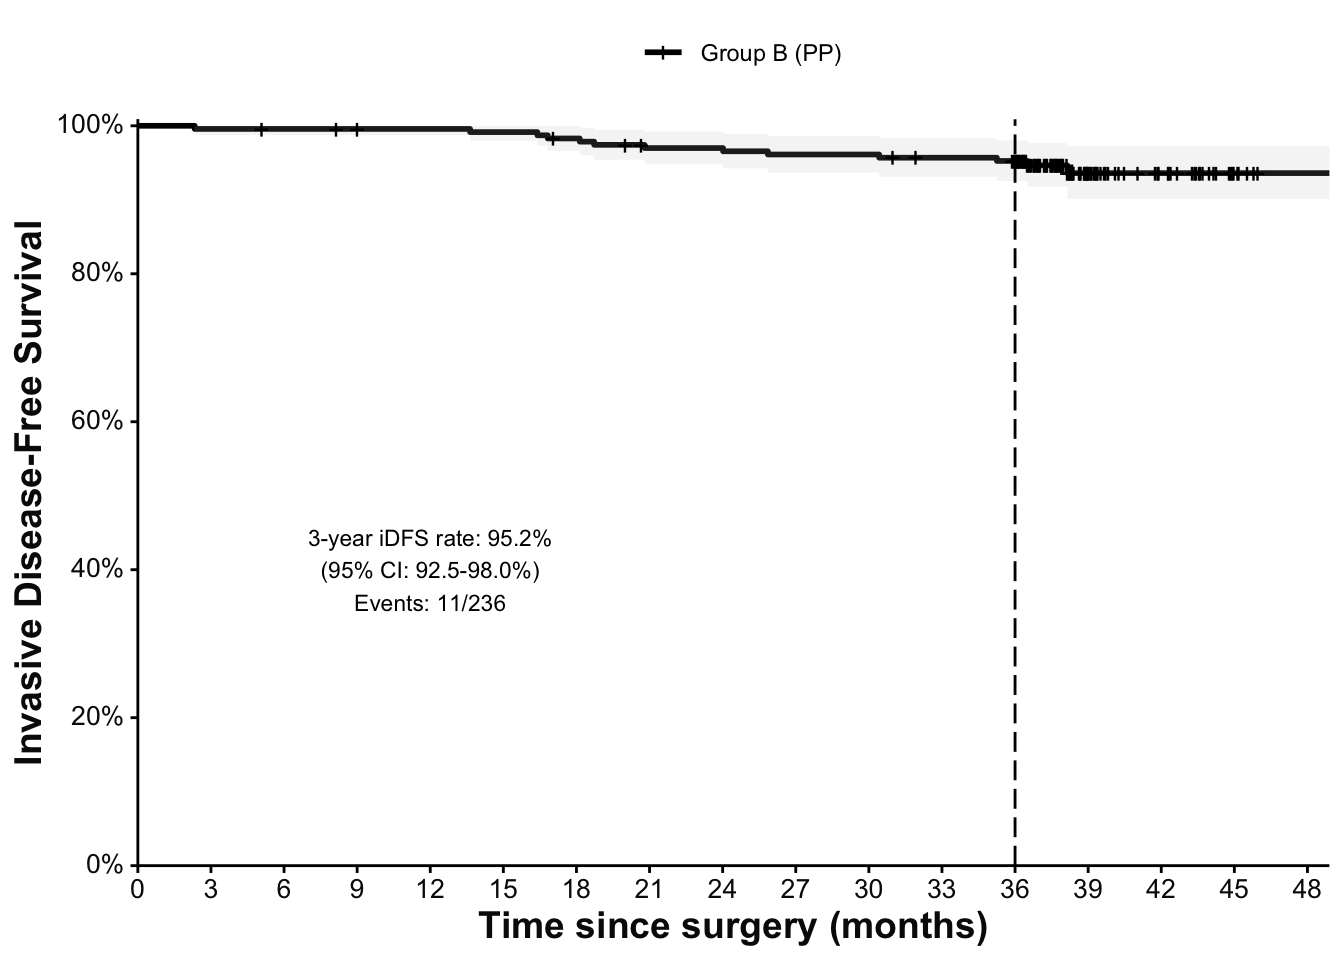 Group B (PP)
Invasive Disease-Free Survival
100%
80%
60%
40%
20%
0%
3-year iDFS rate: 95.2%
(95% CI: 92.5-98.0%)
Events: 11/236
0 3 6 9 12 15 18 21 24 27 30 33 36 39 42 45 48
Time since surgery (months)